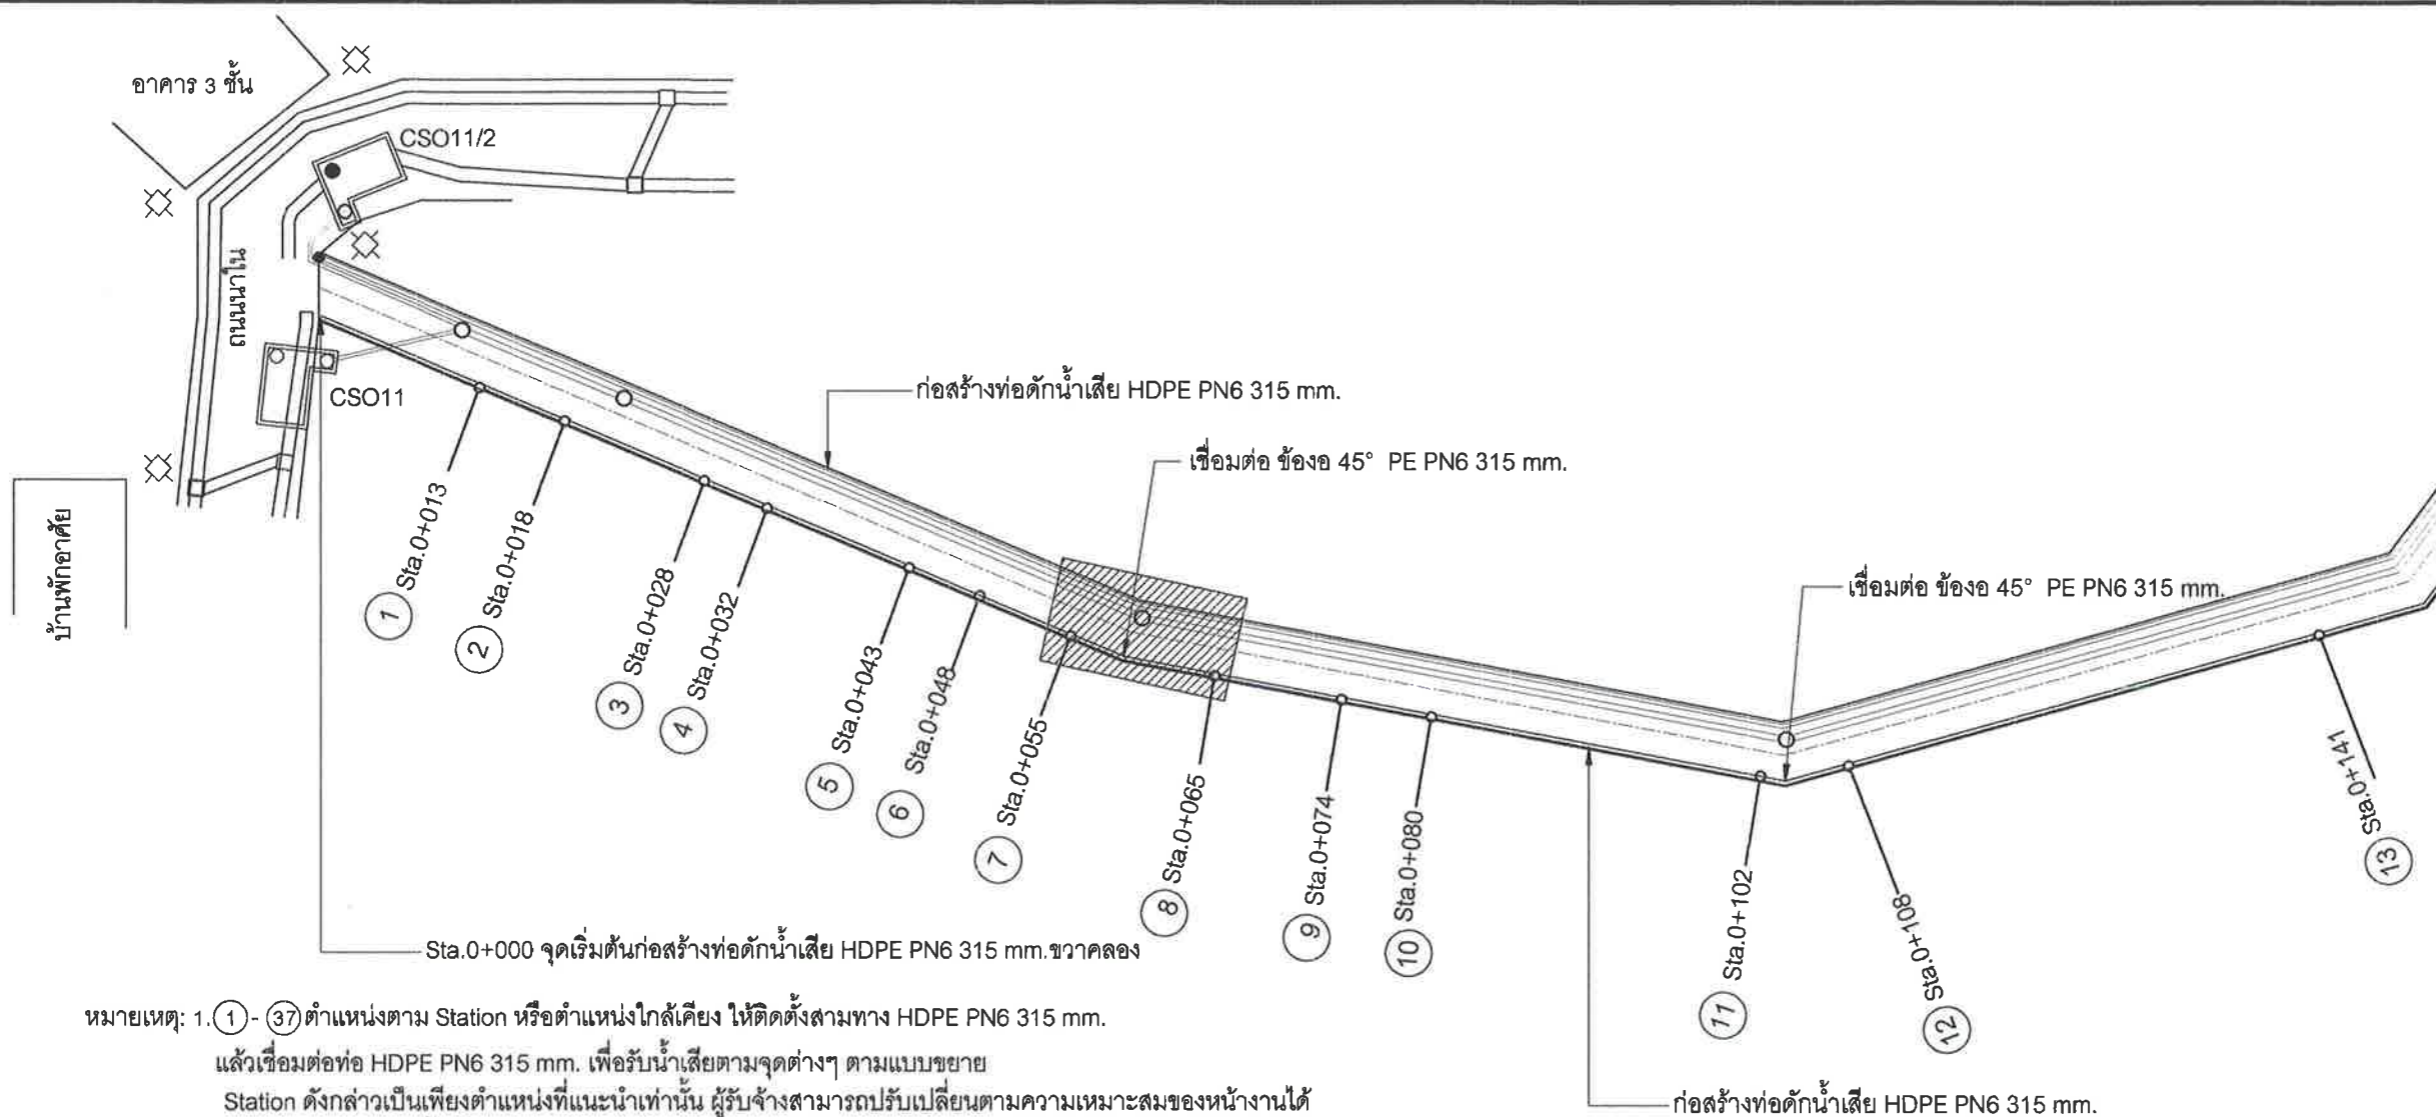 อาคาร 3 ชั้น
CSO11/2
ถนนนาใน
CSO11
บ้านพักอาศัย
ก่อสร้างท่อดักน้ำเสีย HDPE PN6 315 mm.
เชื่อมต่อ ข้องอ 45° PE PN6 315 mm.
เชื่อมต่อ ข้องอ 45° PE PN6 315 mm.
1 Sta.0+013
2 Sta.0+018
3 Sta.0+028
4 Sta.0+032
5 Sta.0+043
6 Sta.0+048
7 Sta.0+055
8 Sta.0+065
9 Sta.0+074
10 Sta.0+080
11 Sta.0+102
12 Sta.0+108
13 Sta.0+141
Sta.0+000 จุดเริ่มต้นก่อสร้างท่อดักน้ำเสีย HDPE PN6 315 mm.ขวาคลอง
หมายเหตุ: 1. 1 - 37 ตำแหน่งตาม Station หรือตำแหน่งใกล้เคียง ให้ติดตั้งสามทาง HDPE PN6 315 mm.
แล้วเชื่อมต่อท่อ HDPE PN6 315 mm. เพื่อรับน้ำเสียตามจุดต่างๆ ตามแบบขยาย
Station ดังกล่าวเป็นเพียงตำแหน่งที่แนะนำเท่านั้น ผู้รับจ้างสามารถปรับเปลี่ยนตามความเหมาะสมของหน้างานได้
ก่อสร้างท่อดักน้ำเสีย HDPE PN6 315 mm.